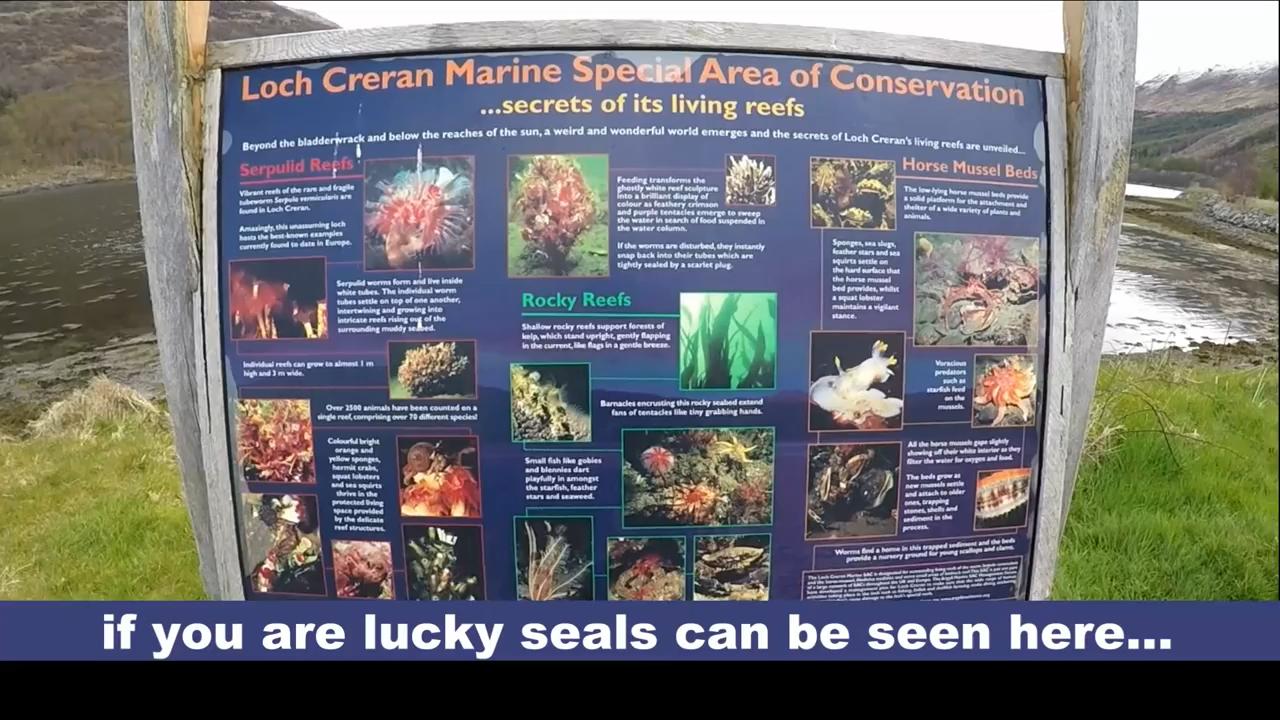 Loch Creran Marine Special Area of Conservation
...secrets of its living reefs
Beyond the bladderwrack and below the reaches of the sun, a weird and wonderful world emerges and the secrets of Loch Creran's living reefs are unveiled...
Serpulid Reefs
Vibrant reefs of the rare and fragile
tubeworm Serpula vermicularis are
found in Loch Creran.
Amazingly, this unassuming loch
hosts the best-known examples
currently found to date in Europe.
Serpulid worms form and live inside
white tubes. The individual worm
tubes settle on top of one another,
intertwining and growing into
intricate reefs rising out of the
surrounding muddy seabed.
Individual reefs can grow to almost 1 m
high and 3 m wide.
Over 2500 animals have been counted on a
single reef, comprising over 70 different species!
Colourful bright
orange and
yellow sponges,
hermit crabs,
squat lobsters
and sea squirts
thrive in the
protected living
space provided
by the delicate
reef structures.
Feeding transforms the
ghostly white reef sculpture
into a brilliant display of
colour as feathery crimson
and purple tentacles emerge to sweep
the water in search of food suspended in
the water column.
If the worms are disturbed, they instantly
snap back into their tubes which are
tightly sealed by a scarlet plug.
Rocky Reefs
Shallow rocky reefs support forests of
kelp, which stand upright, gently flapping
in the current, like flags in a gentle breeze.
Barnacles encrusting this rocky seabed extend
fans of tentacles like tiny grabbing hands.
Small fish like gobies
and blennies dart
playfully in amongst
the starfish, feather
stars and seaweed.
Horse Mussel Beds
The low-lying horse mussel beds provide
a solid platform for the attachment and
shelter of a wide variety of plants and
animals.
Sponges, sea slugs,
feather stars and sea
squirts settle on
the hard surface that
the horse mussel
bed provides, whilst
a squat lobster
maintains a vigilant
stance.
Voracious
predators
such as
starfish feed
on the
mussels.
All the horse mussels gape slightly
showing off their white interior as they
filter the water for oxygen and food.
The beds grow as
new mussels settle
and attach to older
ones, trapping
stones, shells and
sediment in the
process.
Worms find a home in this trapped sediment and the beds
provide a nursery ground for young scallops and clams.
if you are lucky seals can be seen here...